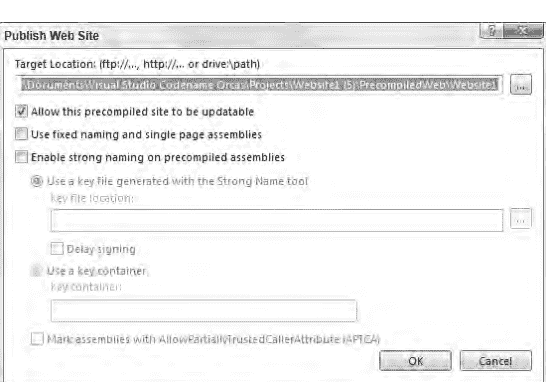 Publish Web Site
Target Location: (ftp://..., http://... or drive:\path)
\Documents\Visual Studio Codename Orcas\Projects\Website1 (5)\PrecompiledWeb\Website1
...
Allow this precompiled site to be updatable
Use fixed naming and single page assemblies
Enable strong naming on precompiled assemblies
Use a key file generated with the Strong Name tool
Key file location:
...
Delay signing
Use a key container
Key container:
Mark assemblies with AllowPartiallyTrustedCallerAttribute (APTCA)
OK Cancel